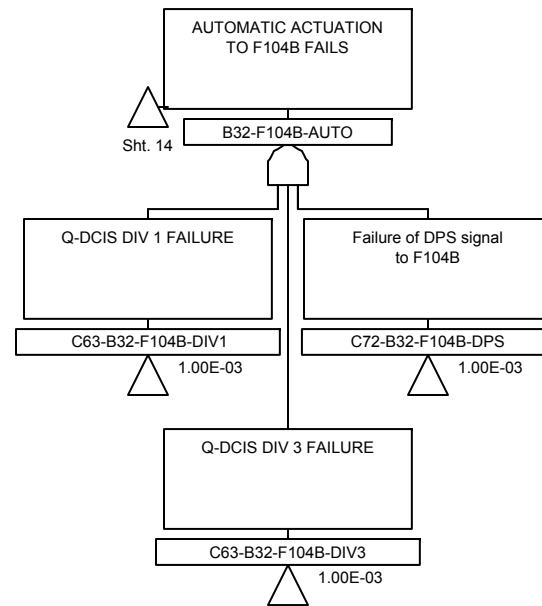 AUTOMATIC ACTUATION
TO F104B FAILS
Sht. 14
B32-F104B-AUTO
Q-DCIS DIV 1 FAILURE
C63-B32-F104B-DIV1
1.00E-03
Failure of DPS signal
to F104B
C72-B32-F104B-DPS
1.00E-03
Q-DCIS DIV 3 FAILURE
C63-B32-F104B-DIV3
1.00E-03